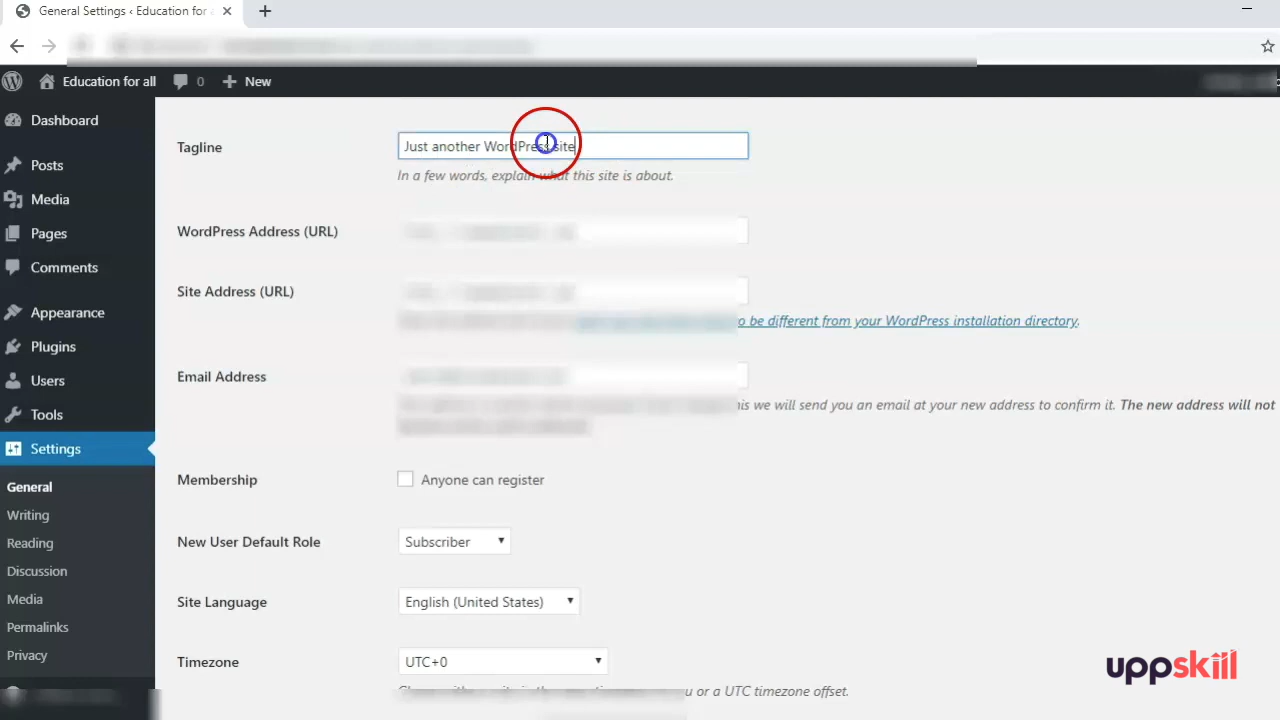 General Settings ‹ Education for
Education for all 0 New
Dashboard
Posts
Media
Pages
Comments
Appearance
Plugins
Users
Tools
Settings
General
Writing
Reading
Discussion
Media
Permalinks
Privacy
Tagline
Just another WordPress site
In a few words, explain what this site is about.
WordPress Address (URL)
Site Address (URL)
to be different from your WordPress installation directory.
Email Address
this we will send you an email at your new address to confirm it. The new address will not
Membership
Anyone can register
New User Default Role
Subscriber
Site Language
English (United States)
Timezone
UTC+0
or a UTC timezone offset.
uppskill